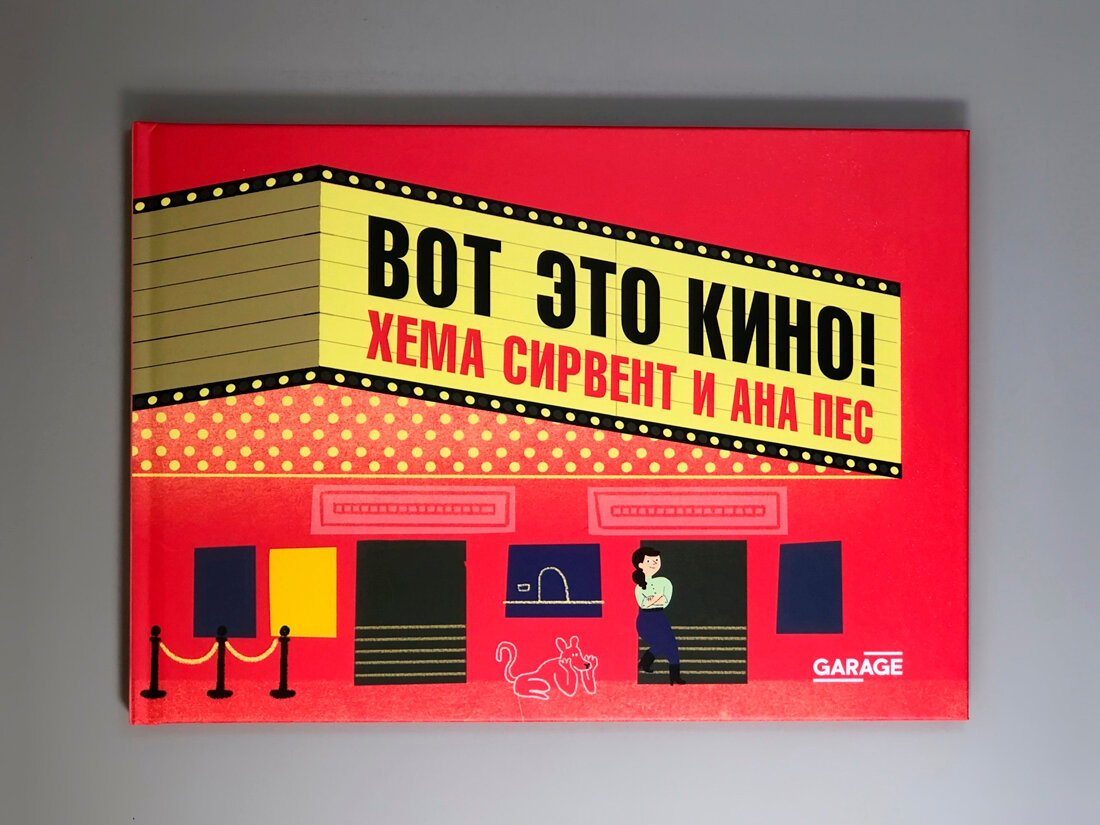 ВОТ ЭТО КИНО!
ХЕМА СИРВЕНТ И АНА ПЕС
GARAGE